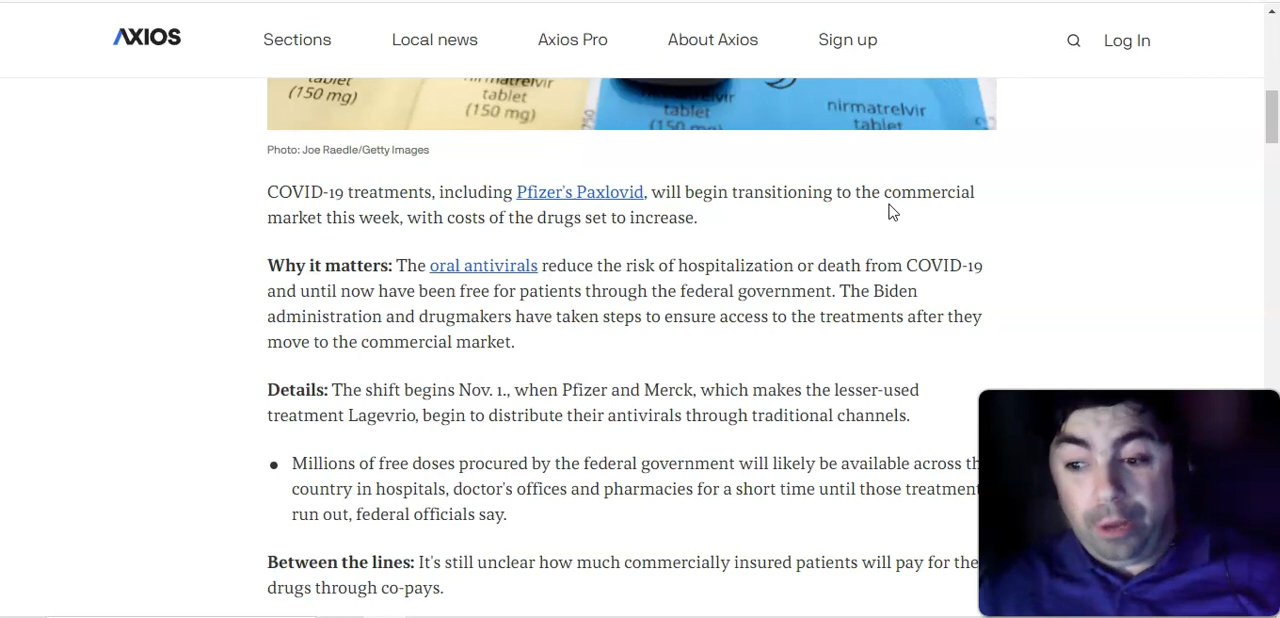 AXIOS
Sections Local news Axios Pro About Axios Sign up Log In
tablet nirmatrelvir
(150 mg) tablet tablet nirmatrelvir
(150 mg) tablet
Photo: Joe Raedle/Getty Images
COVID-19 treatments, including Pfizer's Paxlovid, will begin transitioning to the commercial
market this week, with costs of the drugs set to increase.
Why it matters: The oral antivirals reduce the risk of hospitalization or death from COVID-19
and until now have been free for patients through the federal government. The Biden
administration and drugmakers have taken steps to ensure access to the treatments after they
move to the commercial market.
Details: The shift begins Nov. 1., when Pfizer and Merck, which makes the lesser-used
treatment Lagevrio, begin to distribute their antivirals through traditional channels.
• Millions of free doses procured by the federal government will likely be available across th
country in hospitals, doctor's offices and pharmacies for a short time until those treatment
run out, federal officials say.
Between the lines: It's still unclear how much commercially insured patients will pay for the
drugs through co-pays.